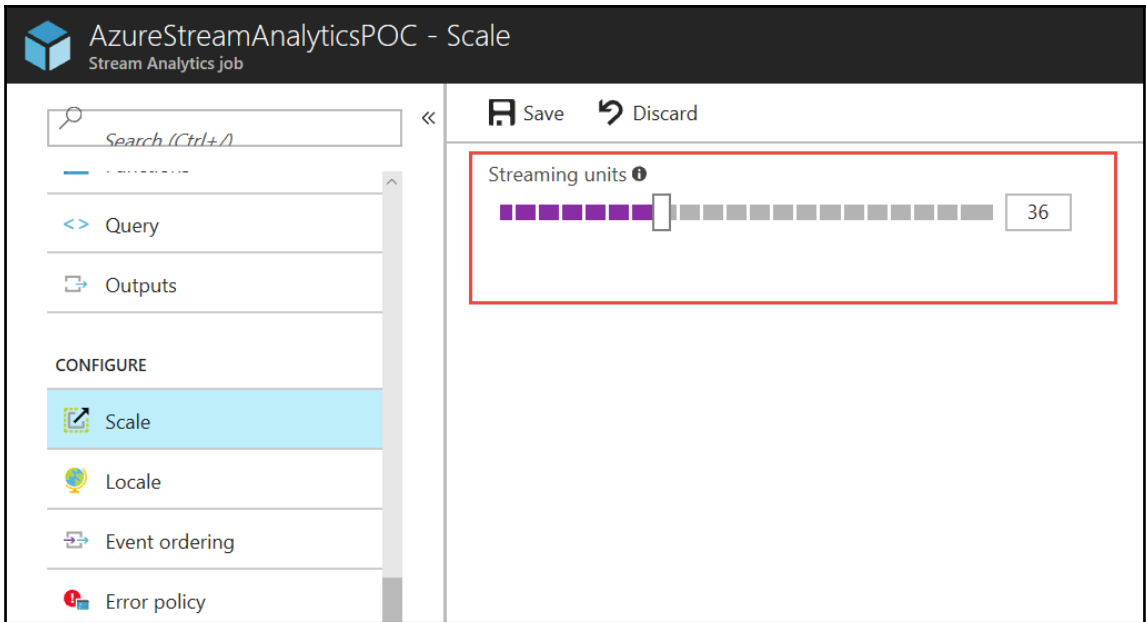 AzureStreamAnalyticsPOC - Scale
Stream Analytics job
Search (Ctrl+/)
«
Save
Discard
Streaming units
36
Functions
<> Query
Outputs
CONFIGURE
Scale
Locale
Event ordering
Error policy